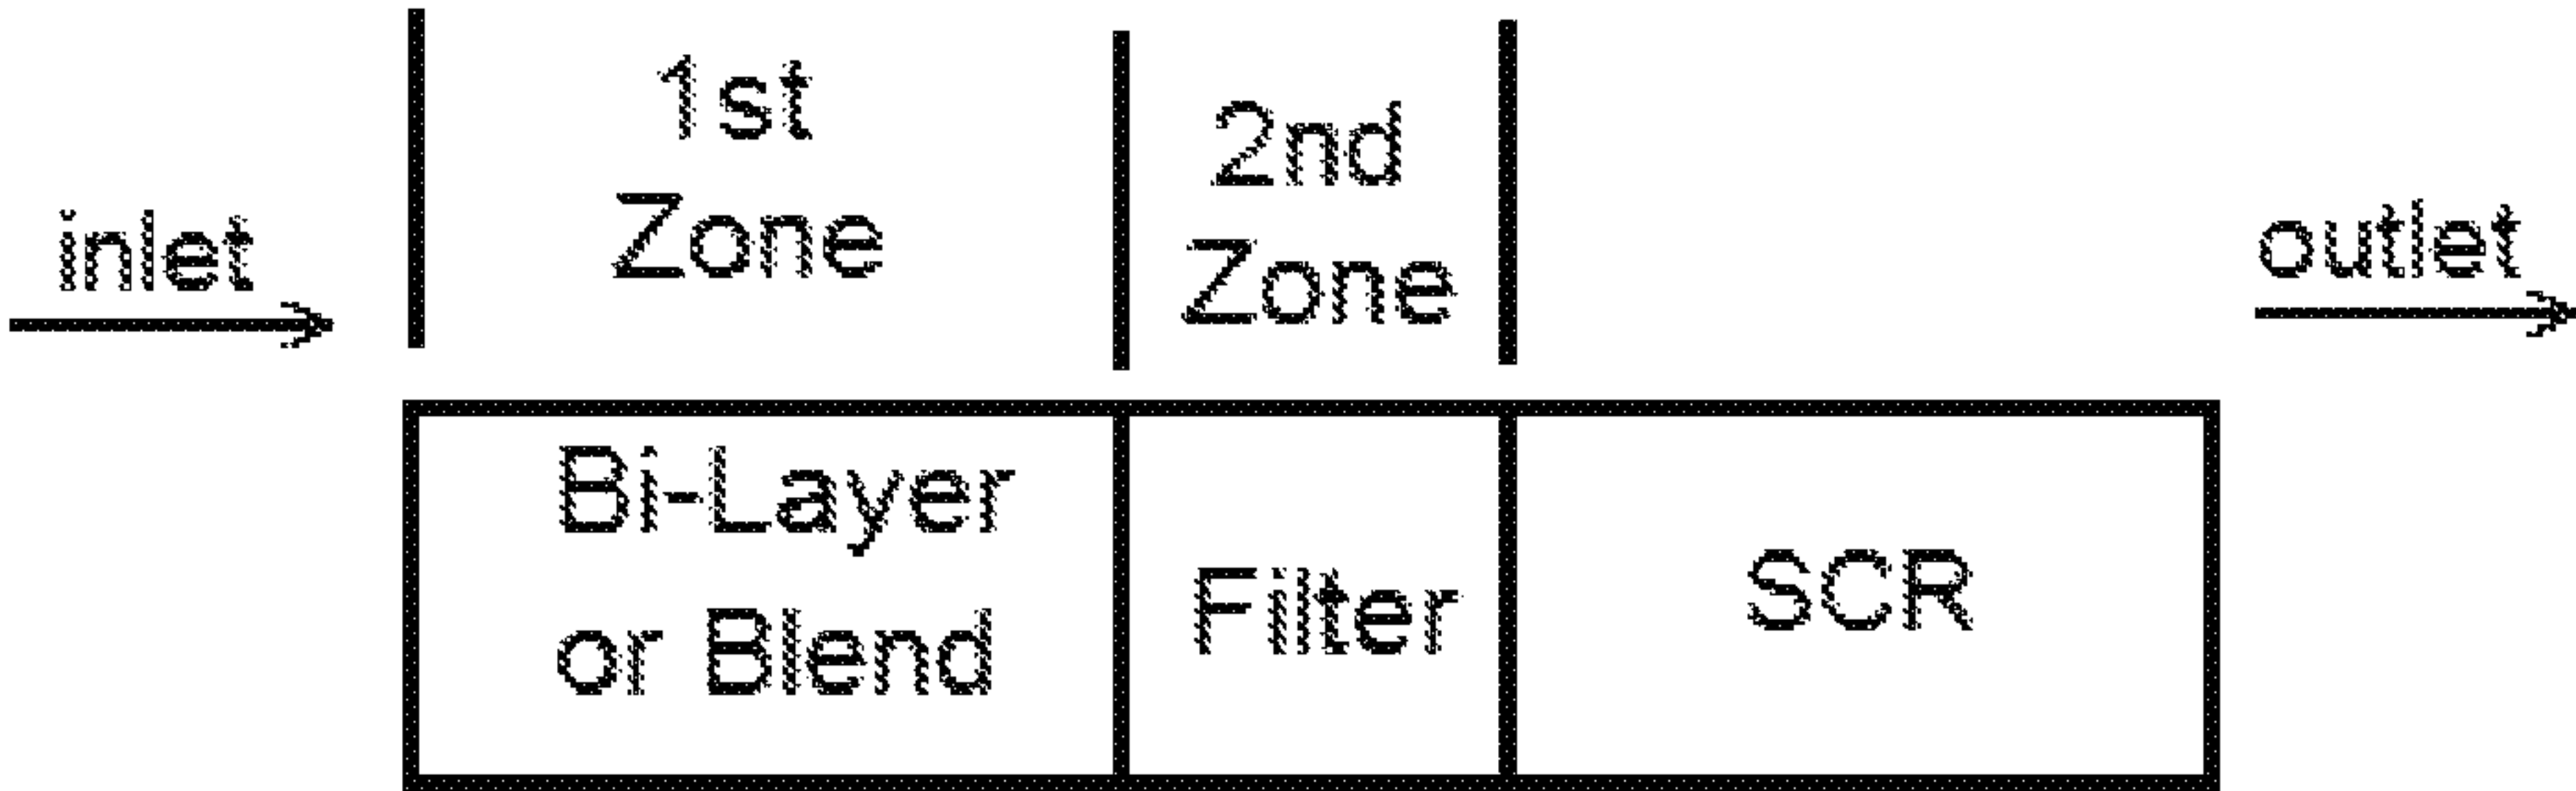 inlet
1st
Zone
2nd
Zone
outlet
Bi-Layer
or Blend
Filter
SCR